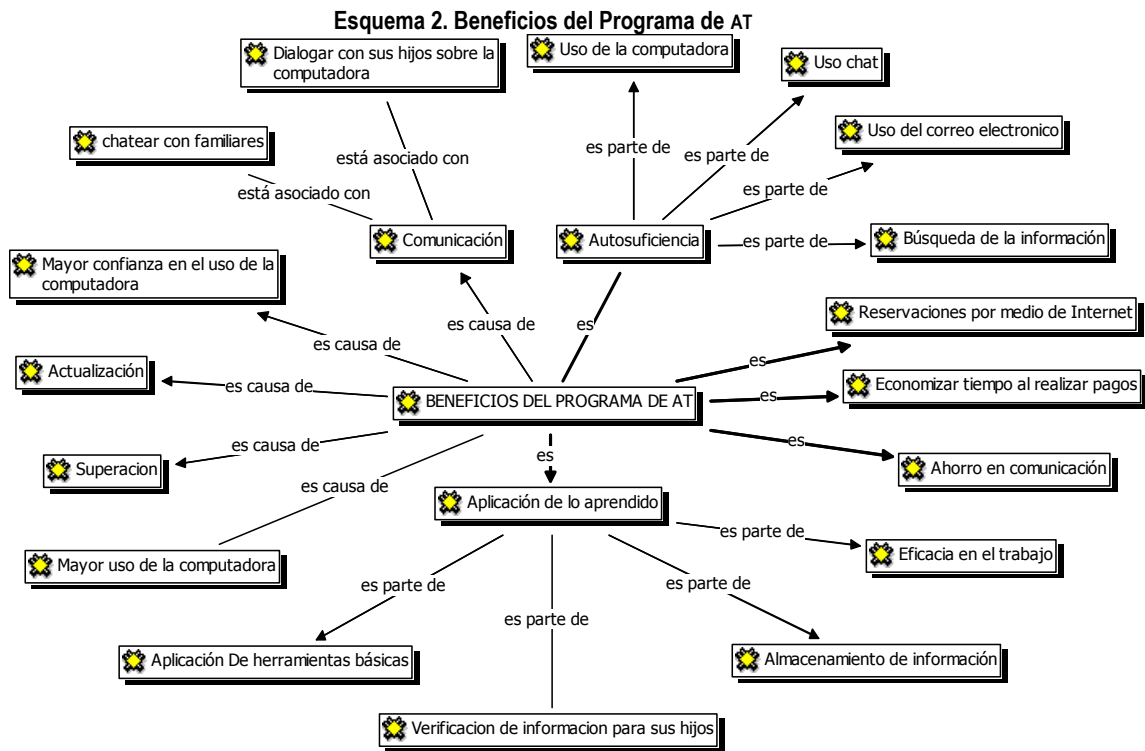 Esquema 2. Beneficios del Programa de AT
Dialogar con sus hijos sobre la
computadora
Uso de la computadora
Uso chat
chatear con familiares
Uso del correo electronico
es parte de
es parte de
está asociado con
está asociado con
es parte de
Comunicación
Autosuficiencia
es parte de
Búsqueda de la información
Mayor confianza en el uso de la
computadora
Reservaciones por medio de Internet
es causa de
es
es causa de
es
Actualización
es causa de
BENEFICIOS DEL PROGRAMA DE AT
es
Economizar tiempo al realizar pagos
es causa de
es
es
Superacion
Ahorro en comunicación
es causa de
Aplicación de lo aprendido
es parte de
Mayor uso de la computadora
Eficacia en el trabajo
es parte de
es parte de
es parte de
Aplicación De herramientas básicas
Almacenamiento de información
Verificacion de informacion para sus hijos